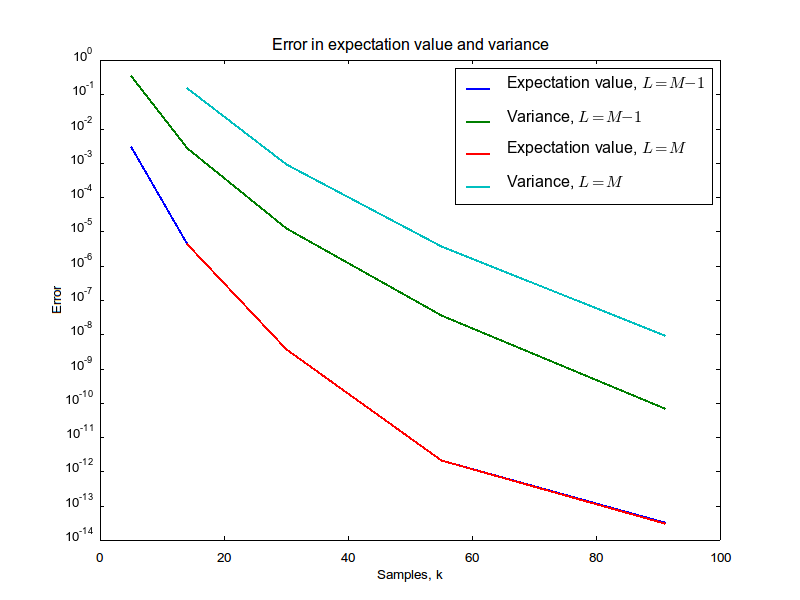 Error in expectation value and variance
10^0
10^-1
10^-2
10^-3
10^-4
10^-5
10^-6
10^-7
10^-8
10^-9
10^-10
10^-11
10^-12
10^-13
10^-14
Error
Expectation value, L=M−1
Variance, L=M−1
Expectation value, L=M
Variance, L=M
0 20 40 60 80 100
Samples, k